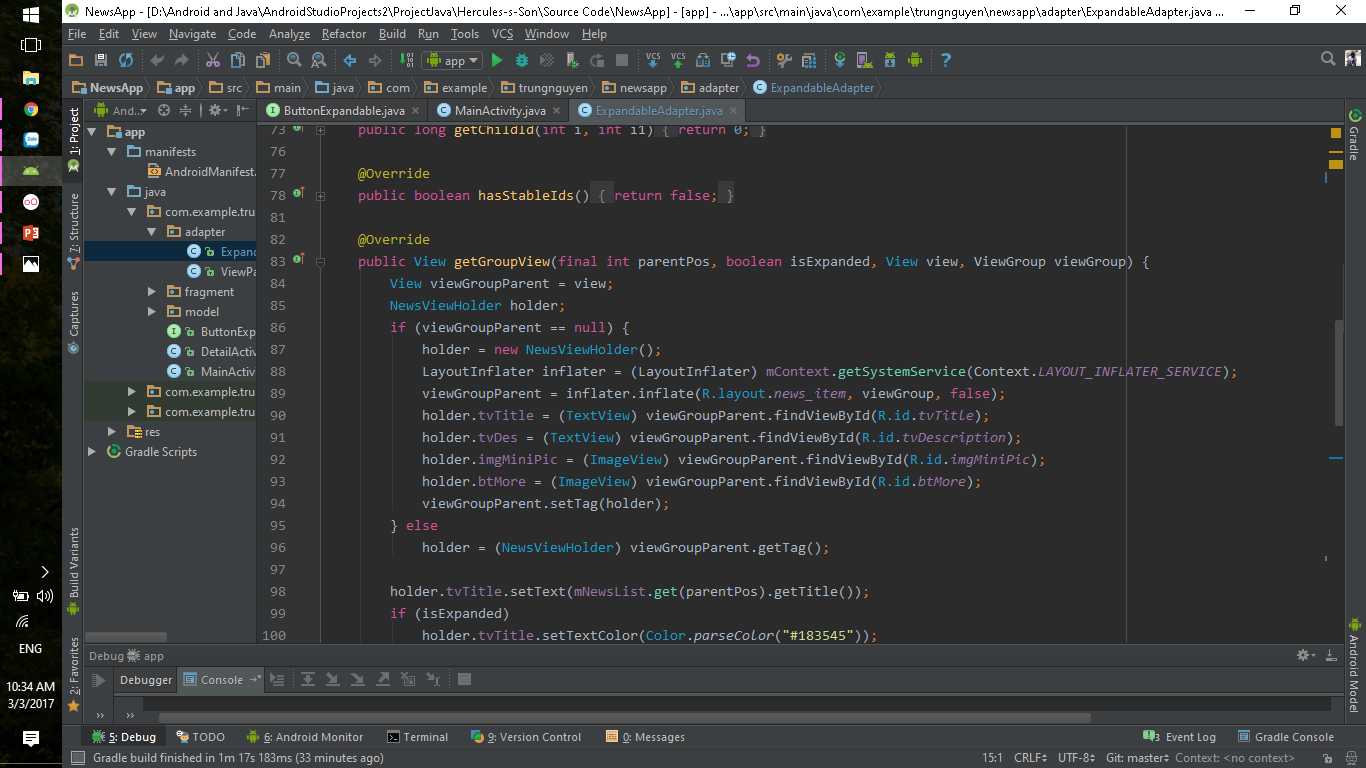 NewsApp - [D:\Android and Java\AndroidStudioProjects2\ProjectJava\Hercules-s-Son\Source Code\NewsApp] - [app] - ...\app\src\main\java\com\example\trungnguyen\newsapp\adapter\ExpandableAdapter.java ...
File Edit View Navigate Code Analyze Refactor Build Run Tools VCS Window Help
app
VCS VCS
NewsApp app src main java com example trungnguyen newsapp adapter ExpandableAdapter
And... ButtonExpandable.java MainActivity.java ExpandableAdapter.java
1: Project
7: Structure
Captures
Build Variants
2: Favorites
app
manifests
AndroidManifest.
java
com.example.tru
adapter
Expand
ViewPa
fragment
model
ButtonExp
DetailActiv
MainActiv
com.example.tru
com.example.tru
res
Gradle Scripts
73 public long getChildId(int i, int i1) { return 0; }
76
77 @Override
78 public boolean hasStableIds() { return false; }
81
82 @Override
83 public View getGroupView(final int parentPos, boolean isExpanded, View view, ViewGroup viewGroup) {
84 View viewGroupParent = view;
85 NewsViewHolder holder;
86 if (viewGroupParent == null) {
87 holder = new NewsViewHolder();
88 LayoutInflater inflater = (LayoutInflater) mContext.getSystemService(Context.LAYOUT_INFLATER_SERVICE);
89 viewGroupParent = inflater.inflate(R.layout.news_item, viewGroup, false);
90 holder.tvTitle = (TextView) viewGroupParent.findViewById(R.id.tvTitle);
91 holder.tvDes = (TextView) viewGroupParent.findViewById(R.id.tvDescription);
92 holder.imgMiniPic = (ImageView) viewGroupParent.findViewById(R.id.imgMiniPic);
93 holder.btMore = (ImageView) viewGroupParent.findViewById(R.id.btMore);
94 viewGroupParent.setTag(holder);
95 } else
96 holder = (NewsViewHolder) viewGroupParent.getTag();
97
98 holder.tvTitle.setText(mNewsList.get(parentPos).getTitle());
99 if (isExpanded)
100 holder.tvTitle.setTextColor(Color.parseColor("#183545"));
Gradle
Android Model
Debug app
Debugger Console
5: Debug TODO 6: Android Monitor Terminal 9: Version Control 0: Messages Event Log Gradle Console
Gradle build finished in 1m 17s 183ms (33 minutes ago) 15:1 CRLF UTF-8 Git: master Context: <no context>
ENG
10:34 AM
3/3/2017